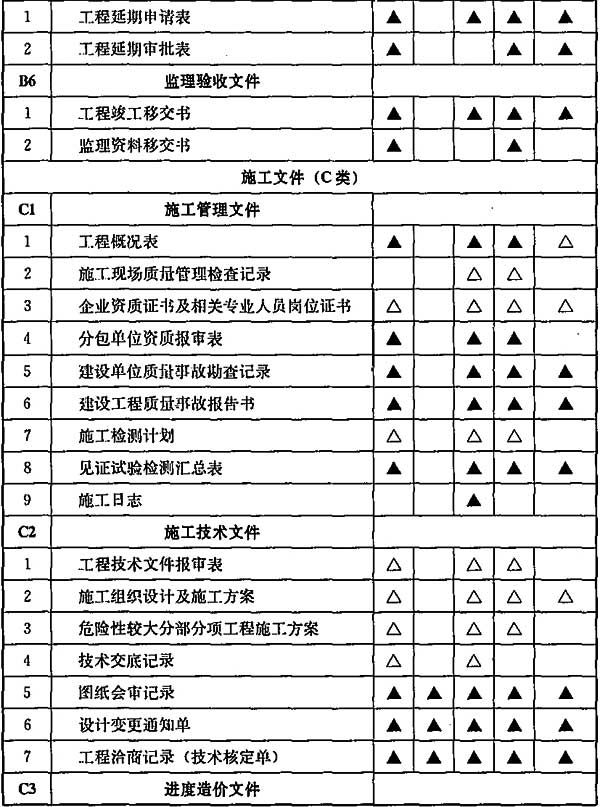 1 工程延期申请表 ▲ ▲ ▲ ▲
2 工程延期审批表 ▲ ▲ ▲
B6 监理验收文件
1 工程竣工移交书 ▲ ▲ ▲ ▲
2 监理资料移交书 ▲ ▲
施工文件（C类）
C1 施工管理文件
1 工程概况表 ▲ ▲ ▲ △
2 施工现场质量管理检查记录 △ △
3 企业资质证书及相关专业人员岗位证书 △ △ △ △
4 分包单位资质报审表 ▲ ▲ ▲
5 建设单位质量事故勘查记录 ▲ ▲ ▲ ▲
6 建设工程质量事故报告书 ▲ ▲ ▲ ▲
7 施工检测计划 △ △ △
8 见证试验检测汇总表 ▲ ▲ ▲ ▲
9 施工日志 ▲
C2 施工技术文件
1 工程技术文件报审表 △ △ △
2 施工组织设计及施工方案 △ △ △ △
3 危险性较大分部分项工程施工方案 △ △ △
4 技术交底记录 △ △
5 图纸会审记录 ▲ ▲ ▲ ▲ ▲
6 设计变更通知单 ▲ ▲ ▲ ▲ ▲
7 工程洽商记录（技术核定单） ▲ ▲ ▲ ▲ ▲
C3 进度造价文件